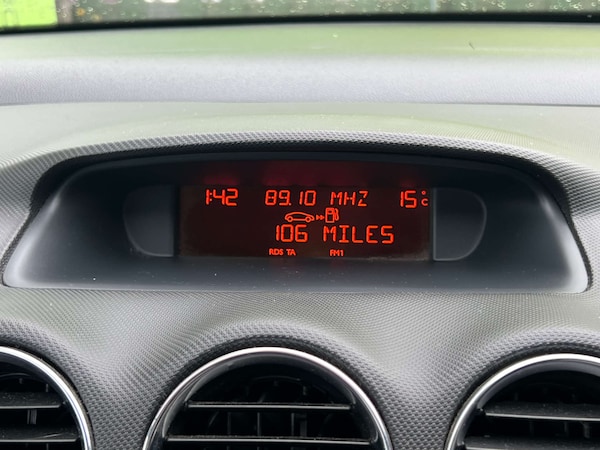 1:42 89.10 MHZ 15°C
106 MILES
RDS TA FM1